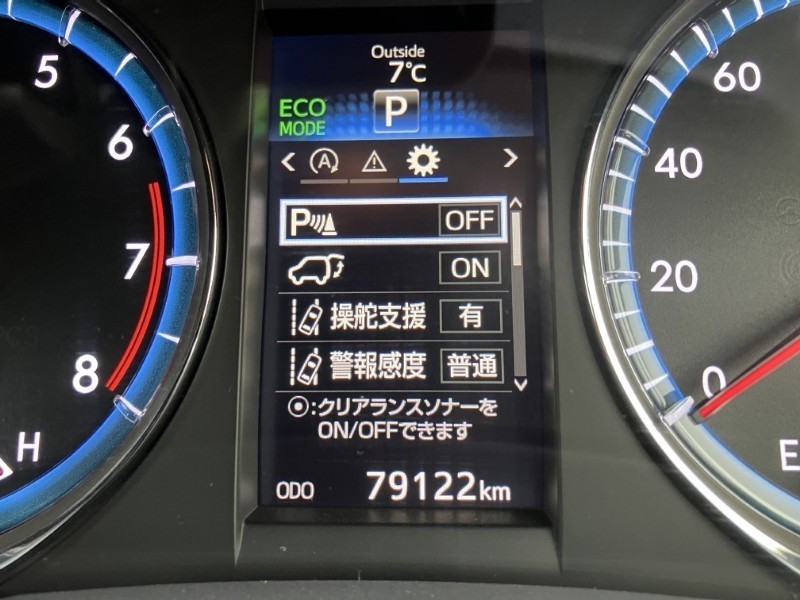 5
6
7
8
H
Outside
7℃
ECO
MODE
P
A
P OFF
ON
操舵支援 有
警報感度 普通
⦿:クリアランスソナーを
ON/OFFできます
ODO 79122km
60
40
20
0
E